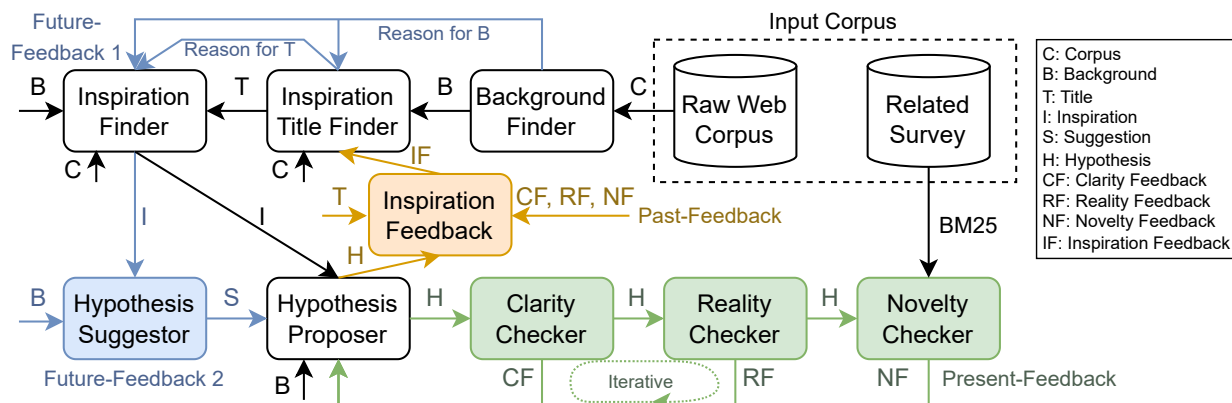 Future-
Feedback 1
Reason for T
Reason for B
Input Corpus
B
Inspiration
Finder
T
Inspiration
Title Finder
B
Background
Finder
C
Raw Web
Corpus
Related
Survey
C: Corpus
B: Background
T: Title
I: Inspiration
S: Suggestion
H: Hypothesis
CF: Clarity Feedback
RF: Reality Feedback
NF: Novelty Feedback
IF: Inspiration Feedback
C
C
IF
I
I
T
Inspiration
Feedback
CF, RF, NF
Past-Feedback
BM25
H
B
Hypothesis
Suggestor
S
Hypothesis
Proposer
H
Clarity
Checker
H
Reality
Checker
H
Novelty
Checker
Future-Feedback 2
B
CF
Iterative
RF
NF
Present-Feedback